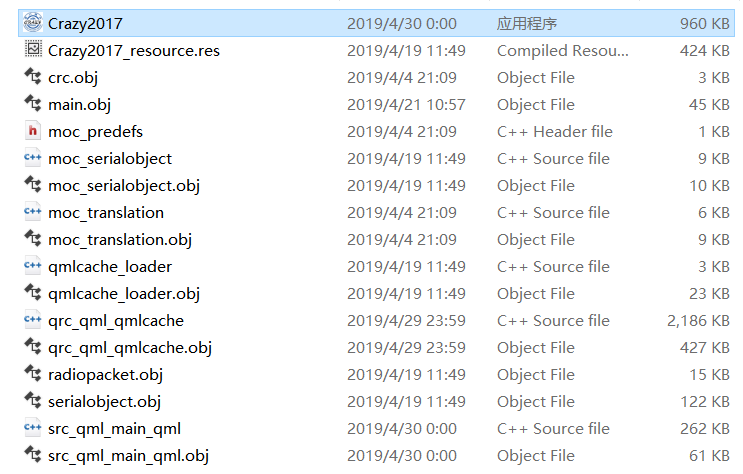 Crazy2017 2019/4/30 0:00 应用程序 960 KB
Crazy2017_resource.res 2019/4/19 11:49 Compiled Resou... 424 KB
crc.obj 2019/4/4 21:09 Object File 3 KB
main.obj 2019/4/21 10:57 Object File 45 KB
moc_predefs 2019/4/4 21:09 C++ Header file 1 KB
moc_serialobject 2019/4/19 11:49 C++ Source file 9 KB
moc_serialobject.obj 2019/4/19 11:49 Object File 10 KB
moc_translation 2019/4/4 21:09 C++ Source file 6 KB
moc_translation.obj 2019/4/4 21:09 Object File 9 KB
qmlcache_loader 2019/4/19 11:49 C++ Source file 3 KB
qmlcache_loader.obj 2019/4/19 11:49 Object File 23 KB
qrc_qml_qmlcache 2019/4/29 23:59 C++ Source file 2,186 KB
qrc_qml_qmlcache.obj 2019/4/29 23:59 Object File 427 KB
radiopacket.obj 2019/4/19 11:49 Object File 15 KB
serialobject.obj 2019/4/19 11:49 Object File 122 KB
src_qml_main_qml 2019/4/30 0:00 C++ Source file 262 KB
src_qml_main_qml.obj 2019/4/30 0:00 Object File 61 KB